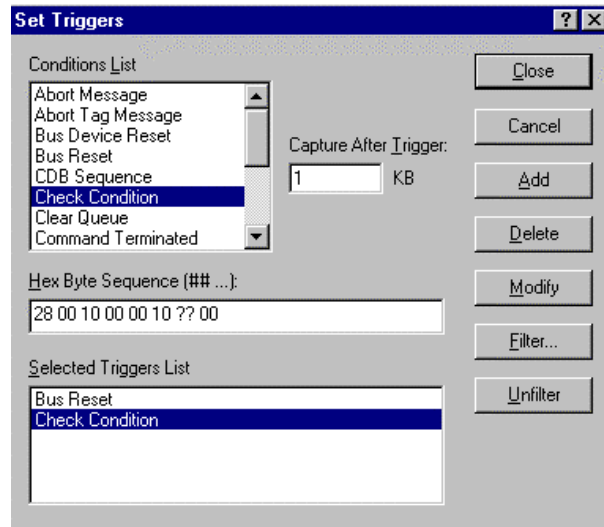 Set Triggers
Conditions List
Abort Message
Abort Tag Message
Bus Device Reset
Bus Reset
CDB Sequence
Check Condition
Clear Queue
Command Terminated
Capture After Trigger:
1 KB
Hex Byte Sequence (## ...):
28 00 10 00 00 10 ?? 00
Selected Triggers List
Bus Reset
Check Condition
Close
Cancel
Add
Delete
Modify
Filter...
Unfilter